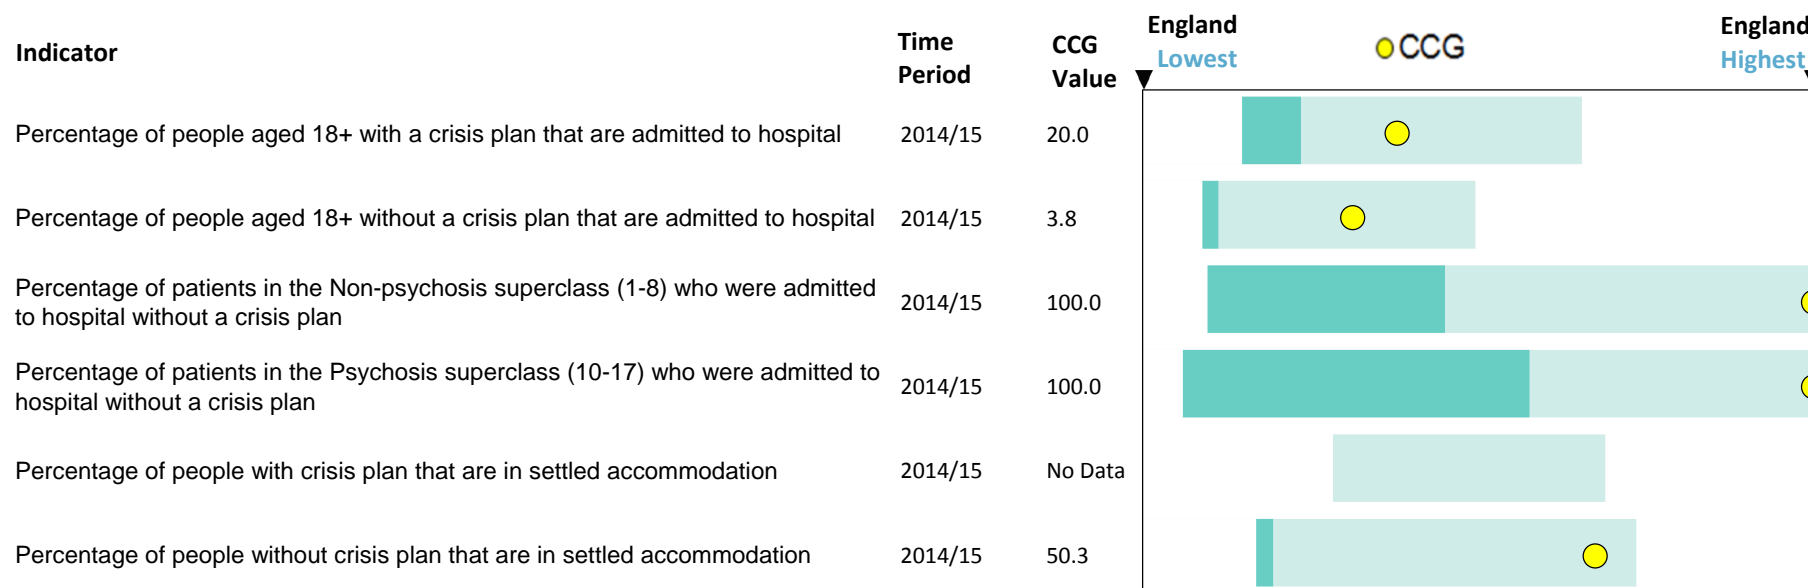 Indicator
Time
Period
CCG
Value
England
Lowest
CCG
England
Highest
Percentage of people aged 18+ with a crisis plan that are admitted to hospital 2014/15 20.0
Percentage of people aged 18+ without a crisis plan that are admitted to hospital 2014/15 3.8
Percentage of patients in the Non-psychosis superclass (1-8) who were admitted
to hospital without a crisis plan
2014/15 100.0
Percentage of patients in the Psychosis superclass (10-17) who were admitted to
hospital without a crisis plan
2014/15 100.0
Percentage of people with crisis plan that are in settled accommodation 2014/15 No Data
Percentage of people without crisis plan that are in settled accommodation 2014/15 50.3